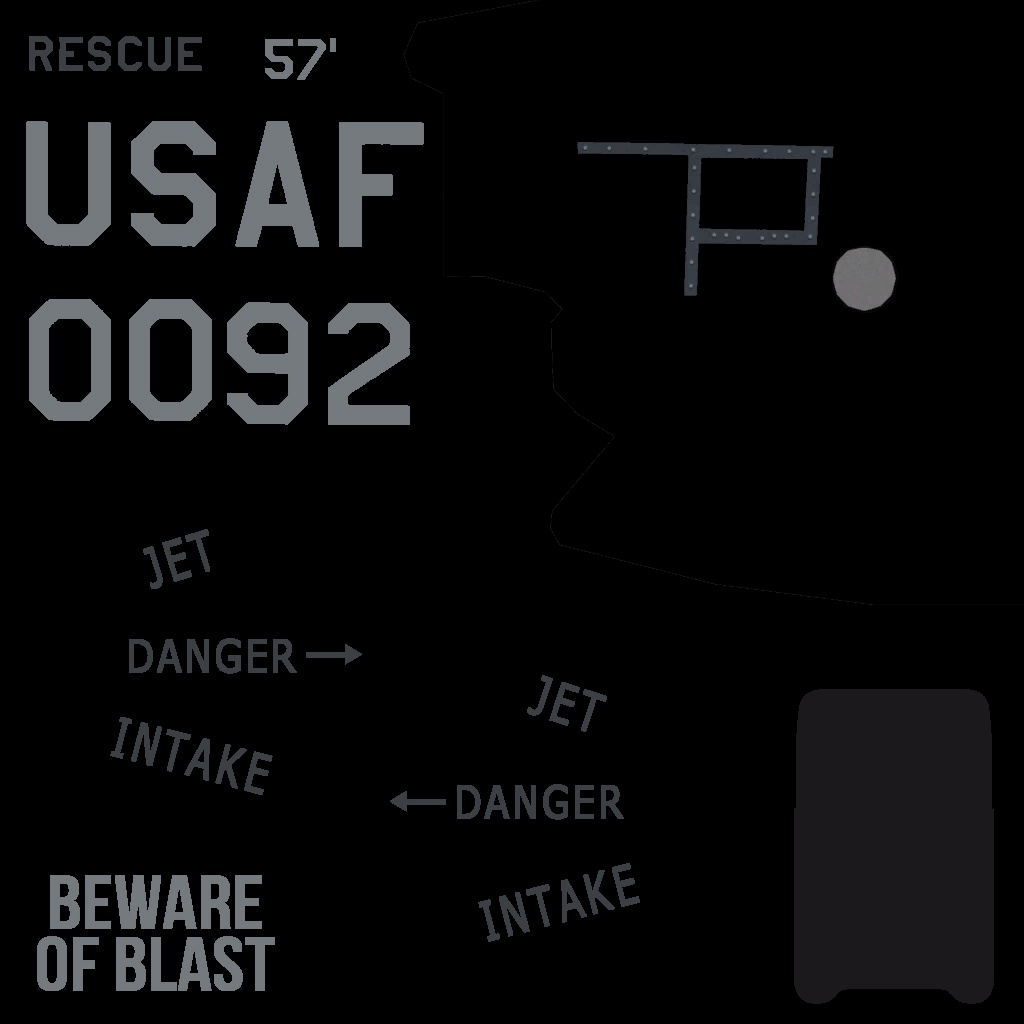 RESCUE 57'
USAF
0092
JET
DANGER
INTAKE
JET
DANGER
INTAKE
BEWARE
OF BLAST